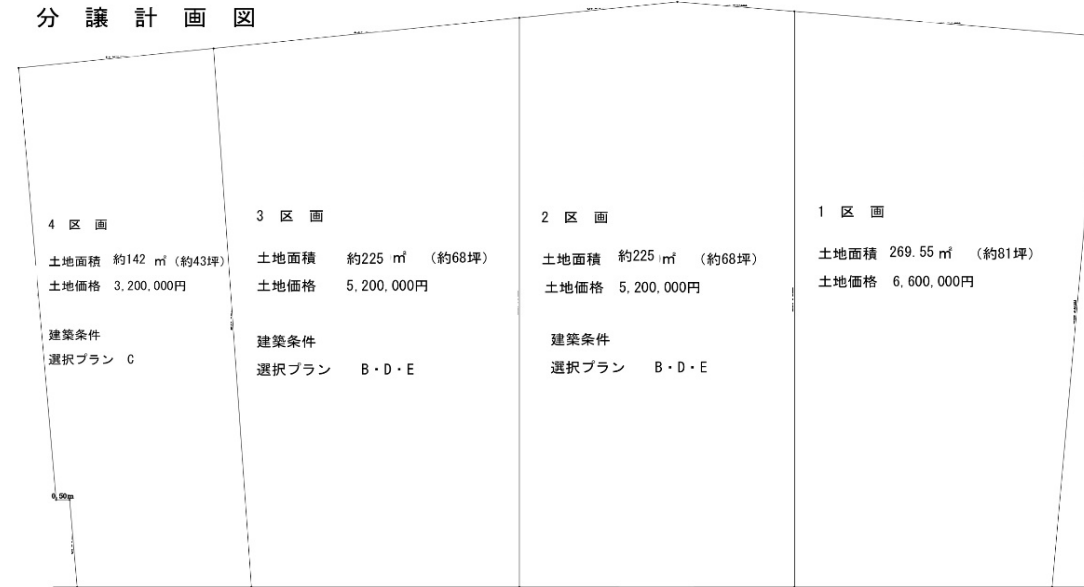 分譲計画図
4 区 画
土地面積 約142 ㎡ (約43坪)
土地価格 3,200,000円
建築条件
選択プラン C
0.50m
3 区 画
土地面積 約225 ㎡ (約68坪)
土地価格 5,200,000円
建築条件
選択プラン B・D・E
2 区 画
土地面積 約225 ㎡ (約68坪)
土地価格 5,200,000円
建築条件
選択プラン B・D・E
1 区 画
土地面積 269.55 ㎡ (約81坪)
土地価格 6,600,000円